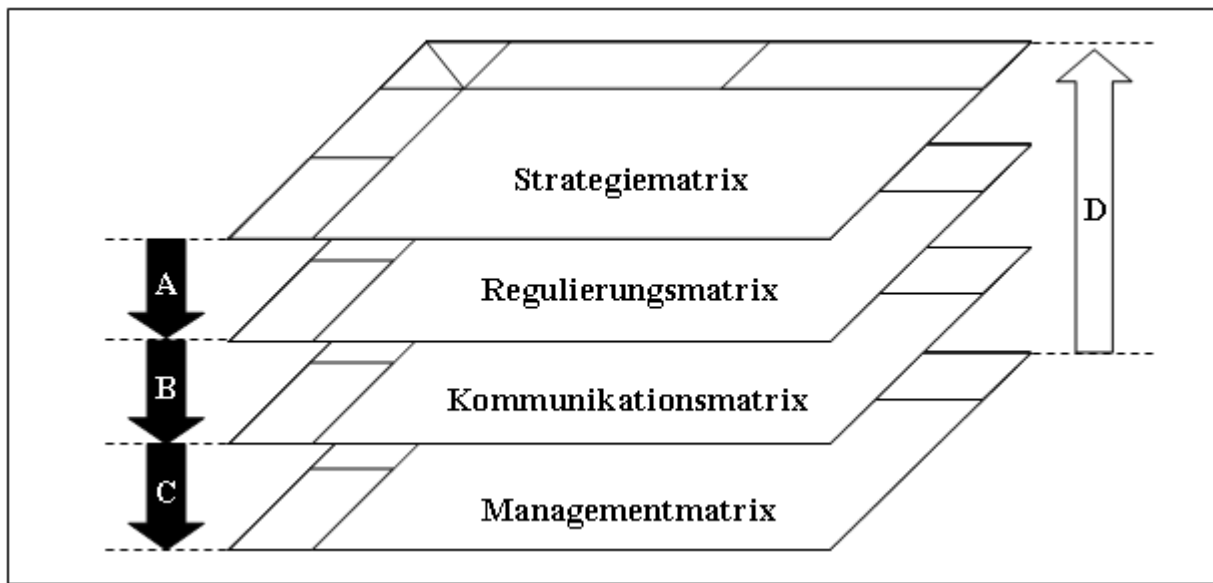 Strategiematrix
D
A
Regulierungsmatrix
B
Kommunikationsmatrix
C
Managementmatrix